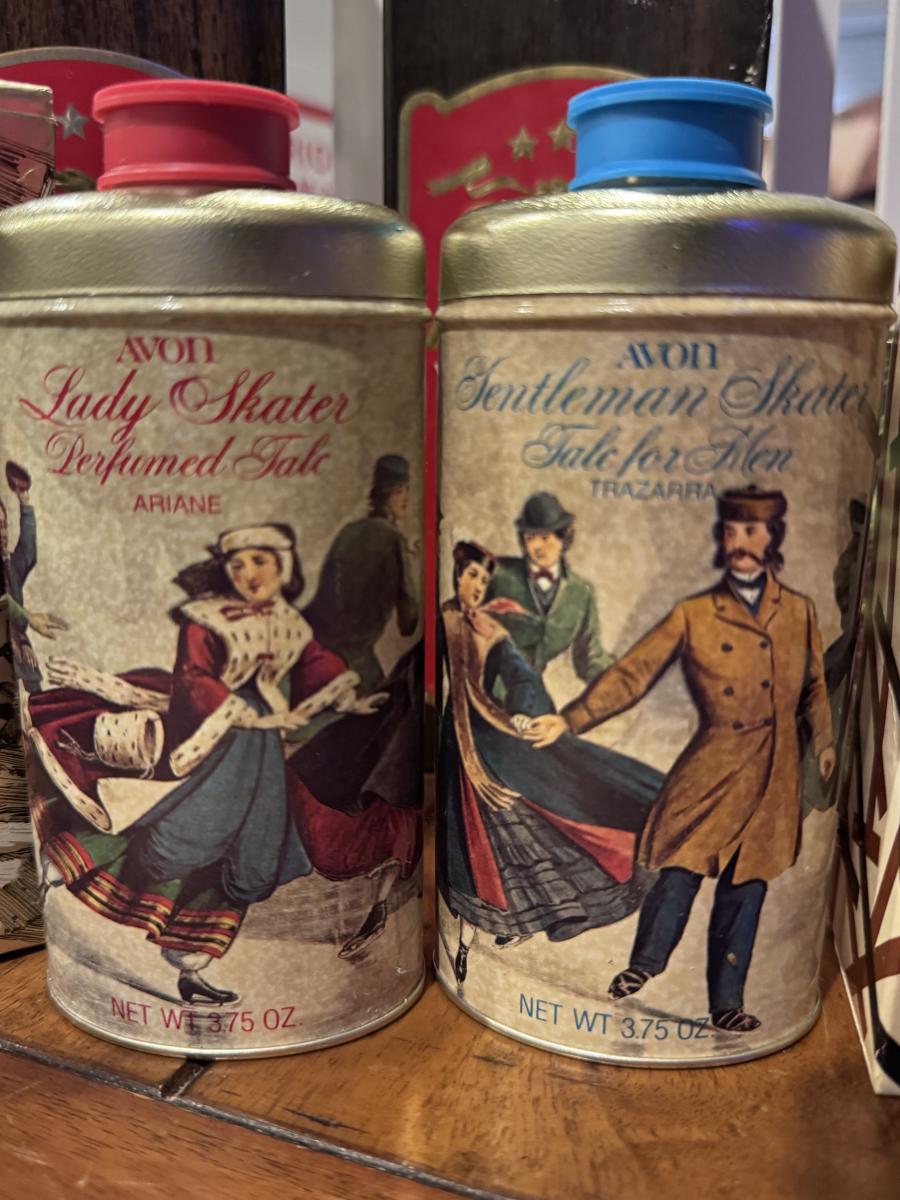 AVON
Lady Skater
Perfumed Talc
ARIANE
NET WT 3.75 OZ.
AVON
Gentleman Skater
Talc for Men
TRAZARRA
NET WT 3.75 OZ.